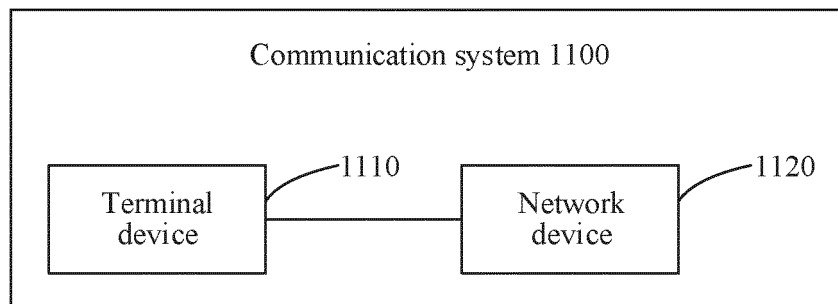 Communication system 1100
1110
1120
Terminal
device
Network
device